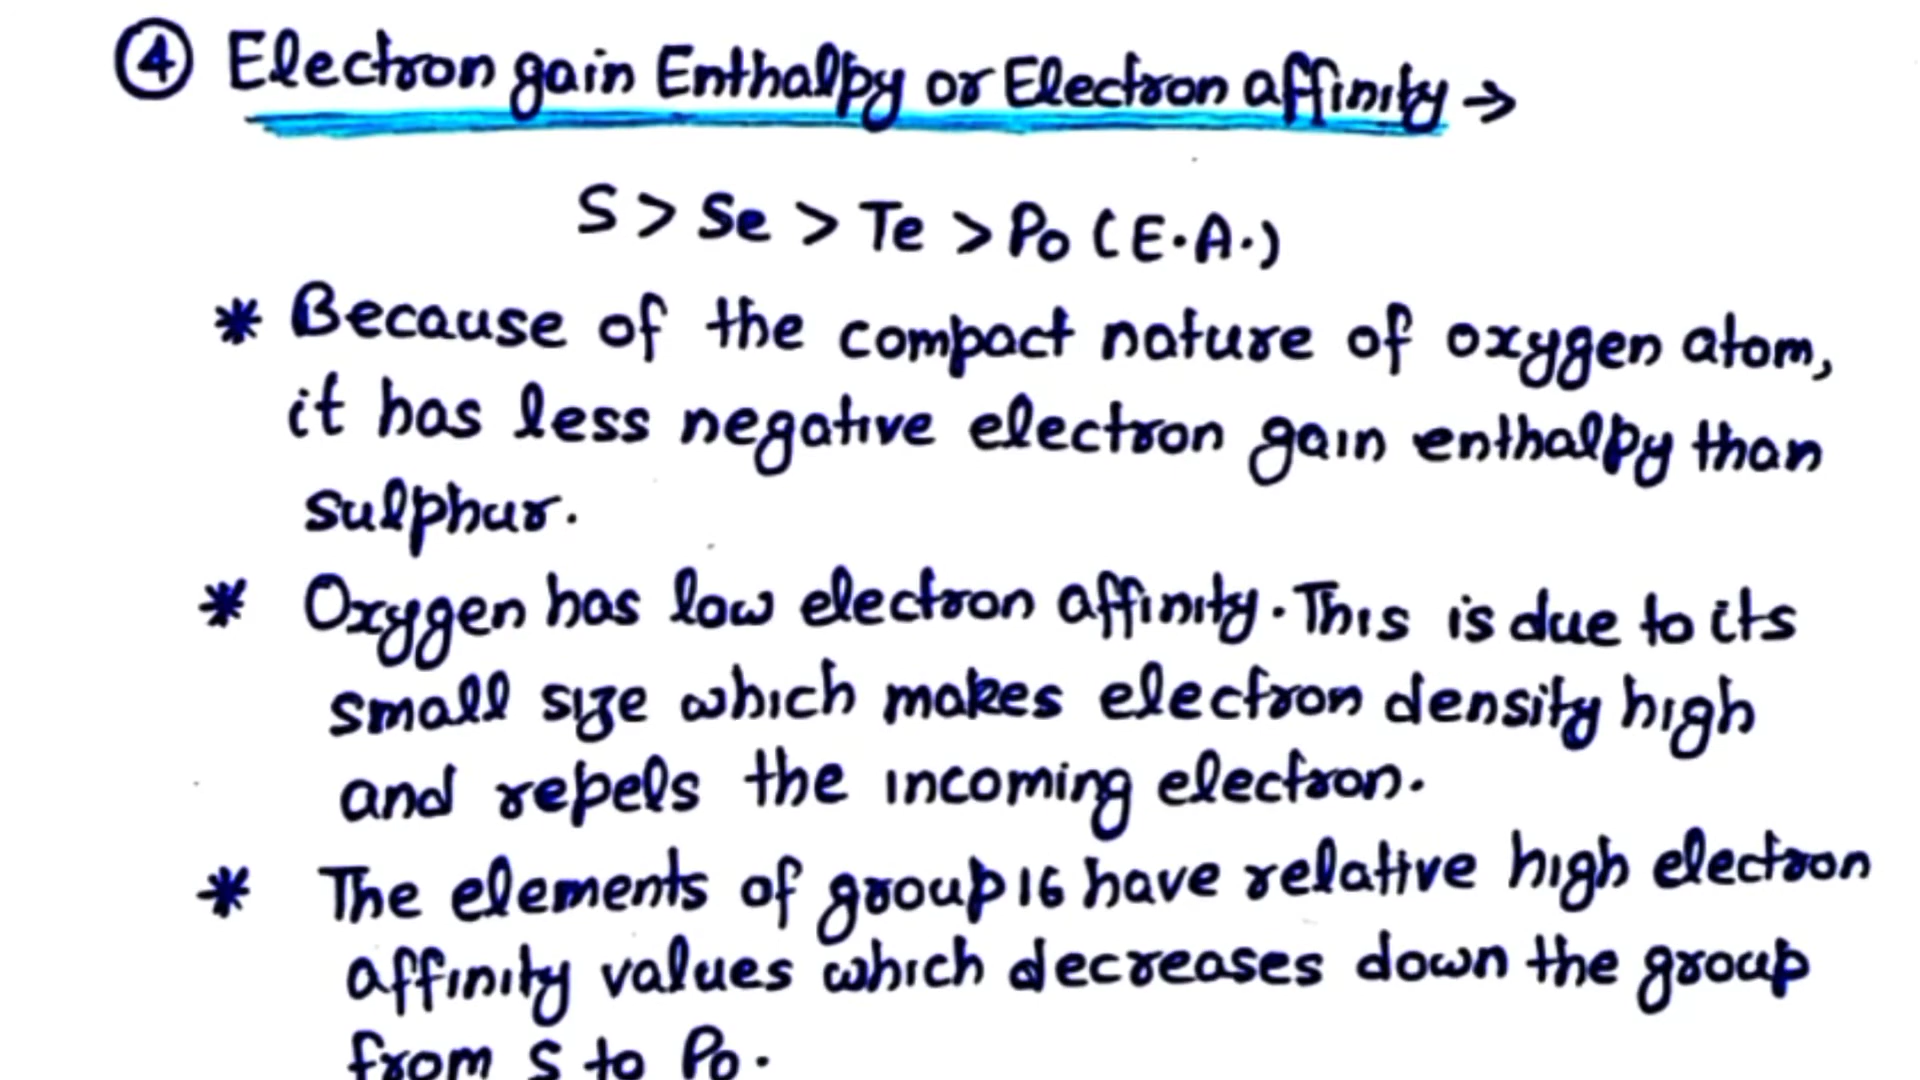 ④ Electron gain Enthalpy or Electron affinity →
S > Se > Te > Po (E.A.)
* Because of the compact nature of oxygen atom,
it has less negative electron gain enthalpy than
sulphur.
* Oxygen has low electron affinity. This is due to its
small size which makes electron density high
and repels the incoming electron.
* The elements of group 16 have relative high electron
affinity values which decreases down the group
from S to Po.